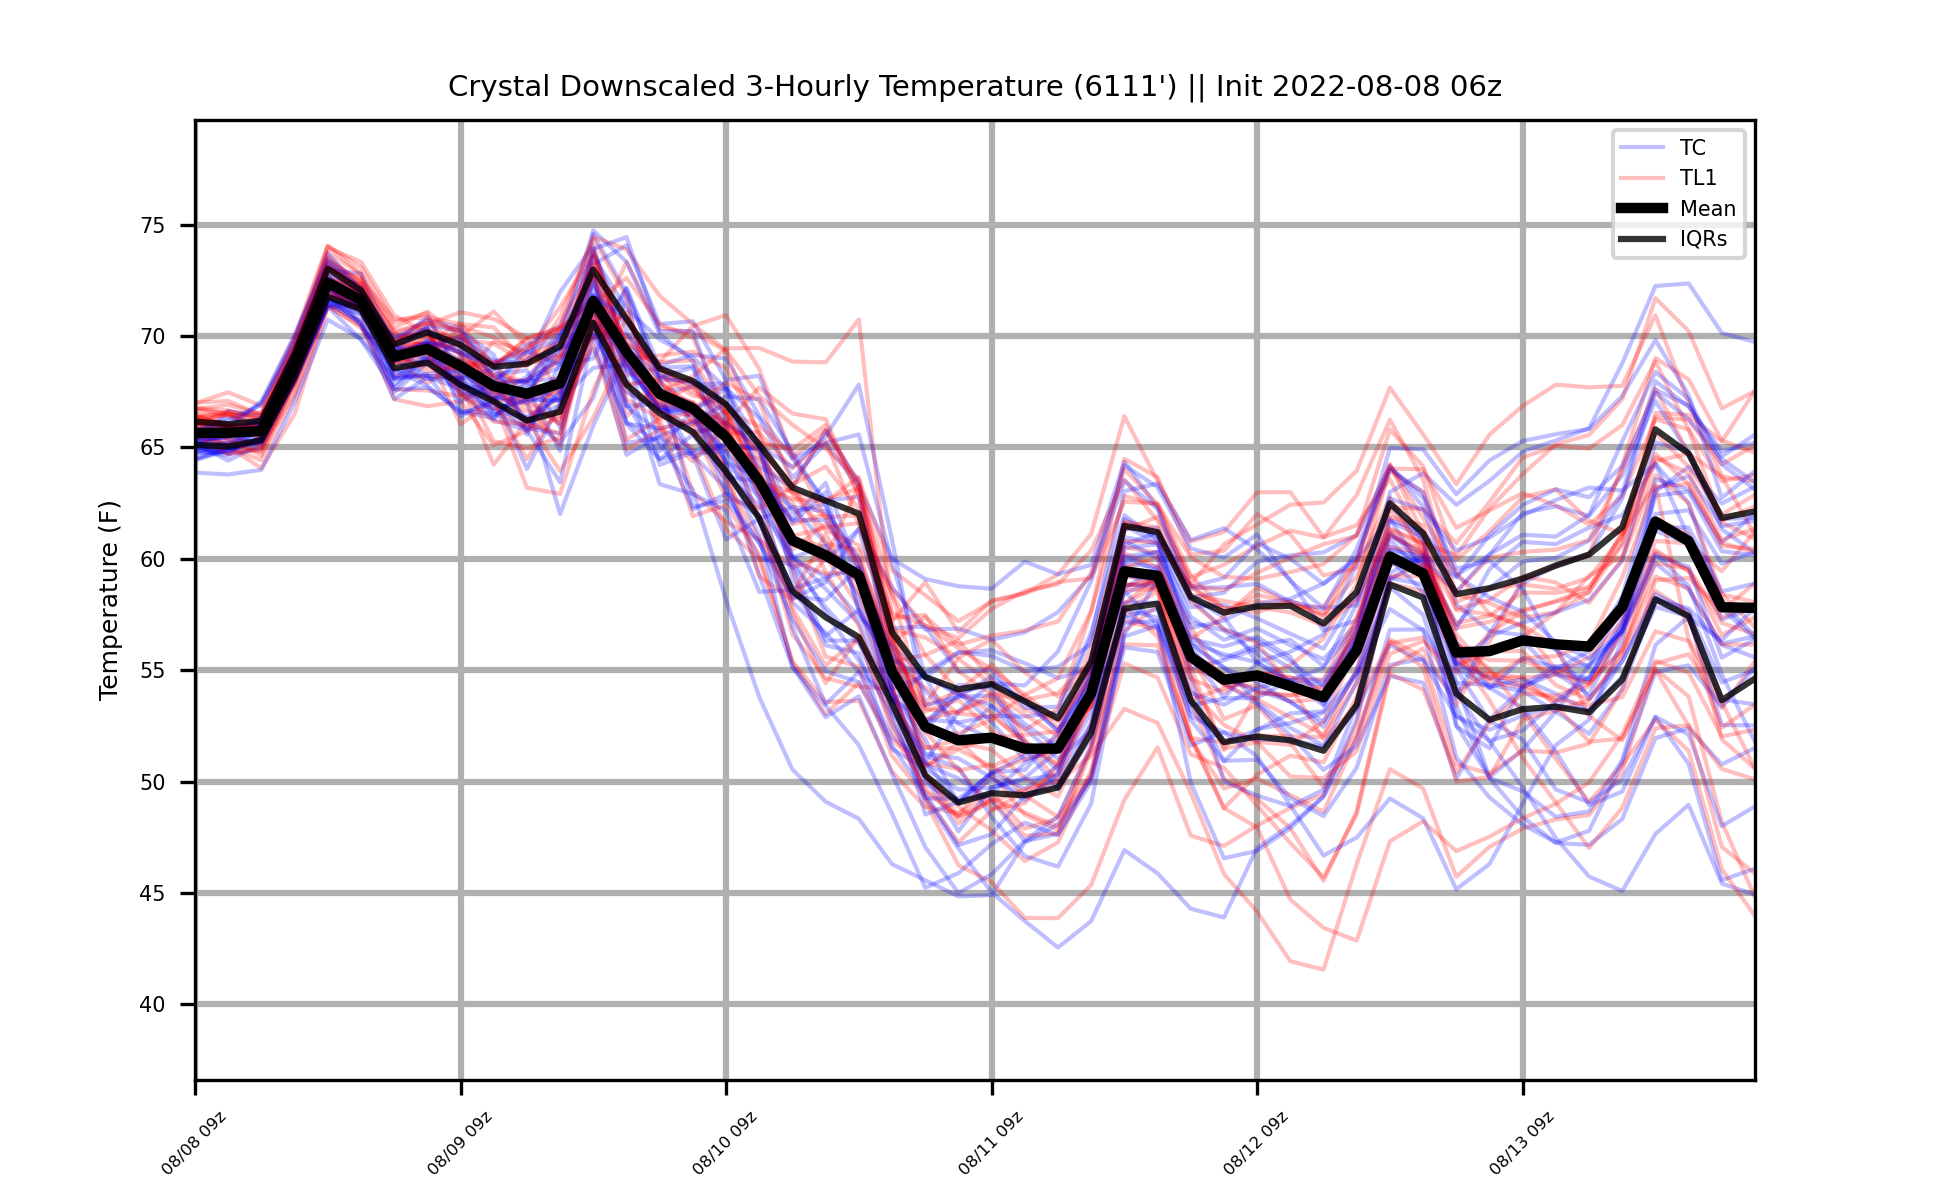 Crystal Downscaled 3-Hourly Temperature (6111') || Init 2022-08-08 06z
TC
TL1
Mean
IQRs
Temperature (F)
75
70
65
60
55
50
45
40
08/08 09z
08/09 09z
08/10 09z
08/11 09z
08/12 09z
08/13 09z